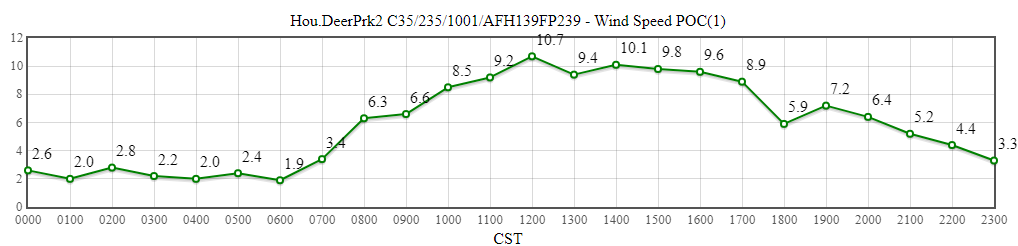 Hou.DeerPrk2 C35/235/1001/AFH139FP239 - Wind Speed POC(1)
12
10
8
6
4
2
0
2.6 2.0 2.8 2.2 2.0 2.4 1.9 3.4 6.3 6.6 8.5 9.2 10.7 9.4 10.1 9.8 9.6 8.9 5.9 7.2 6.4 5.2 4.4 3.3
0000 0100 0200 0300 0400 0500 0600 0700 0800 0900 1000 1100 1200 1300 1400 1500 1600 1700 1800 1900 2000 2100 2200 2300
CST